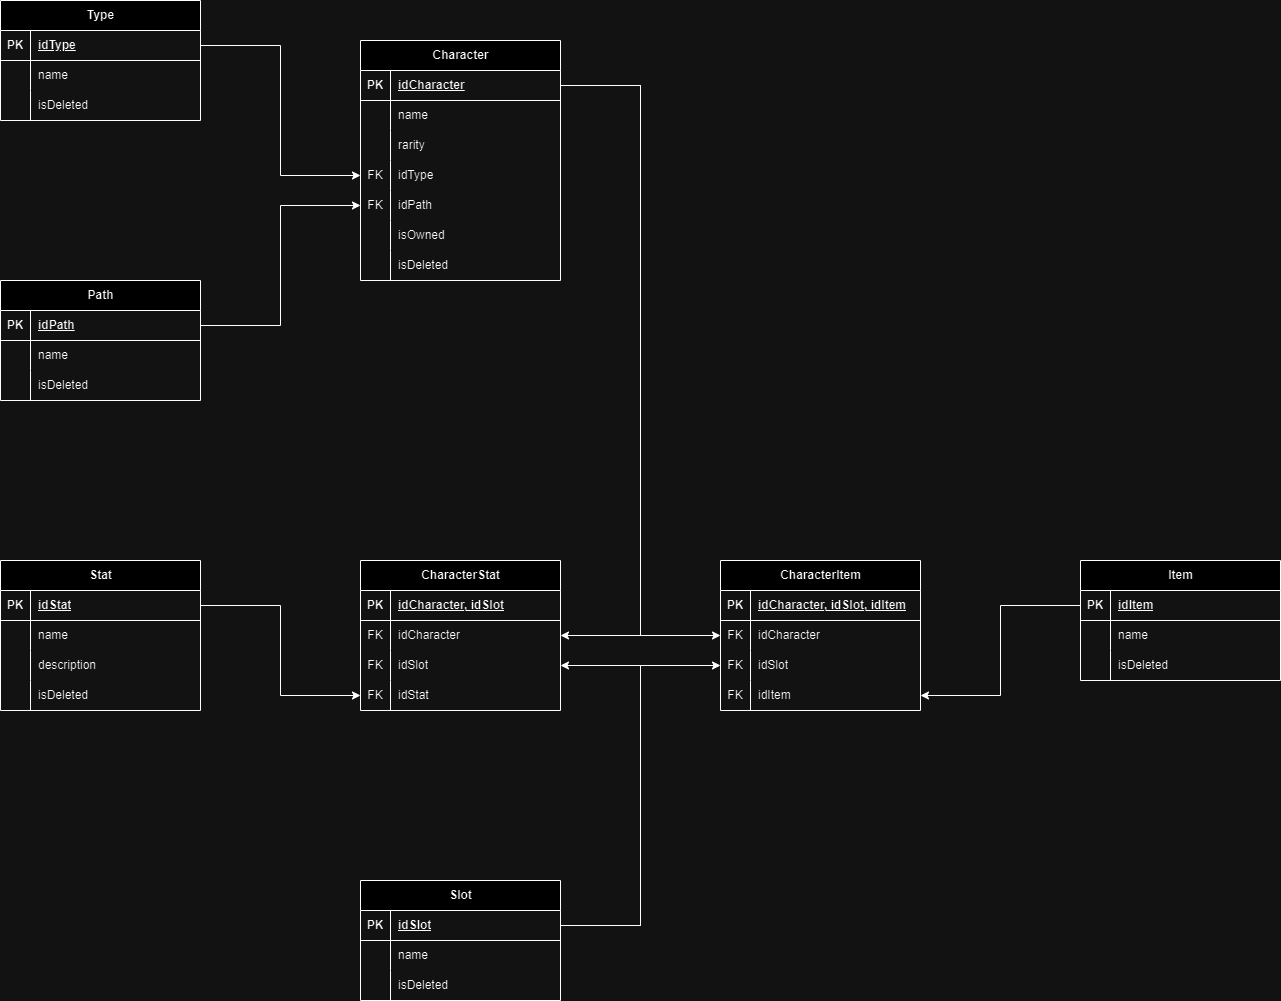 Type
PK idType
name
isDeleted
Character
PK idCharacter
name
rarity
FK idType
FK idPath
isOwned
isDeleted
Path
PK idPath
name
isDeleted
Stat
PK idStat
name
description
isDeleted
CharacterStat
PK idCharacter, idSlot
FK idCharacter
FK idSlot
FK idStat
CharacterItem
PK idCharacter, idSlot, idItem
FK idCharacter
FK idSlot
FK idItem
Item
PK idItem
name
isDeleted
Slot
PK idSlot
name
isDeleted